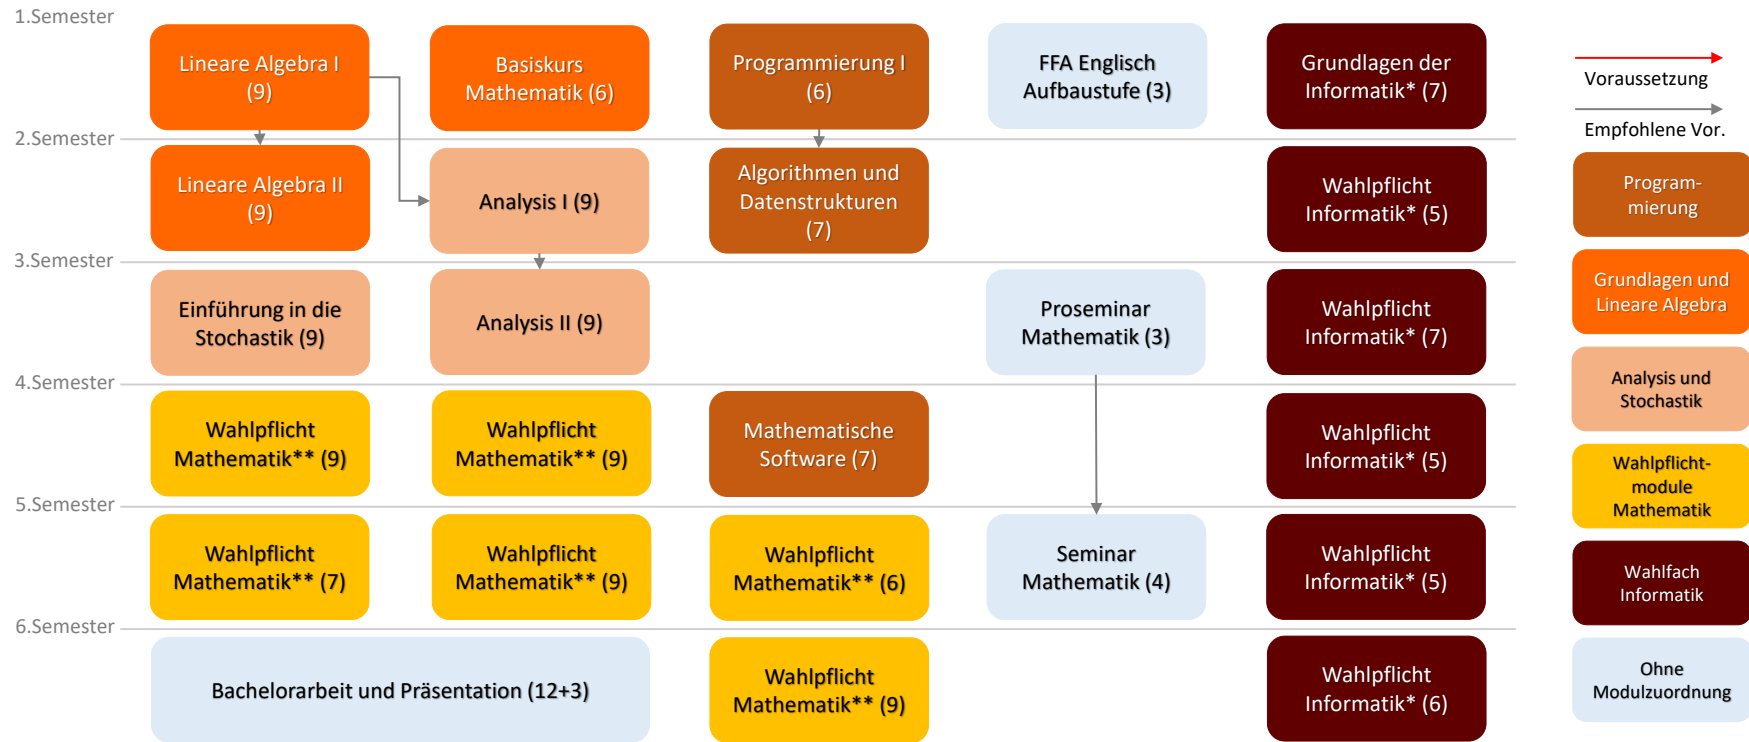 1.Semester
Lineare Algebra I
(9)
Basiskurs
Mathematik (6)
Programmierung I
(6)
FFA Englisch
Aufbaustufe (3)
Grundlagen der
Informatik* (7)
2.Semester
Lineare Algebra II
(9)
Analysis I (9)
Algorithmen und
Datenstrukturen
(7)
Wahlpflicht
Informatik* (5)
3.Semester
Einführung in die
Stochastik (9)
Analysis II (9)
Proseminar
Mathematik (3)
Wahlpflicht
Informatik* (7)
4.Semester
Wahlpflicht
Mathematik** (9)
Wahlpflicht
Mathematik** (9)
Mathematische
Software (7)
Wahlpflicht
Informatik* (5)
5.Semester
Wahlpflicht
Mathematik** (7)
Wahlpflicht
Mathematik** (9)
Wahlpflicht
Mathematik** (6)
Seminar
Mathematik (4)
Wahlpflicht
Informatik* (5)
6.Semester
Bachelorarbeit und Präsentation (12+3)
Wahlpflicht
Mathematik** (9)
Wahlpflicht
Informatik* (6)
Voraussetzung
Empfohlene Vor.
Program-
mierung
Grundlagen und
Lineare Algebra
Analysis und
Stochastik
Wahlpflicht-
module
Mathematik
Wahlfach
Informatik
Ohne
Modulzuordnung